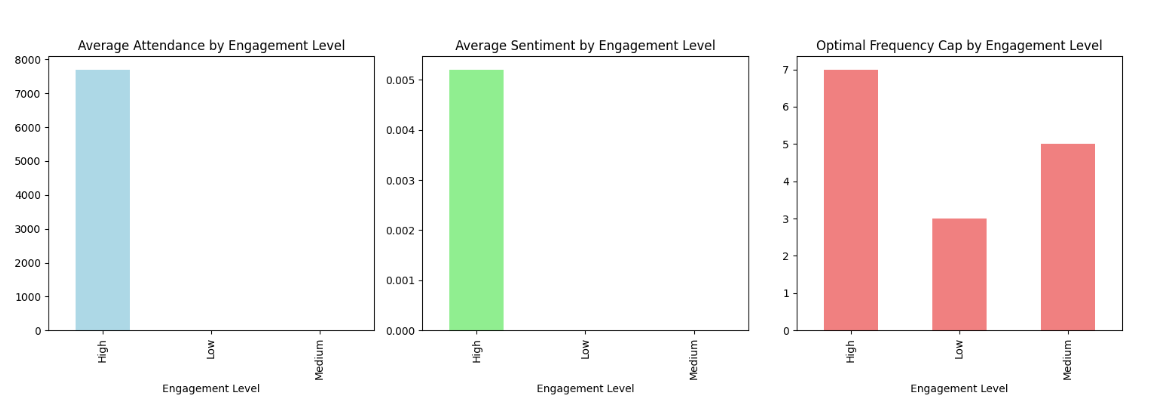 Average Attendance by Engagement Level
8000
7000
6000
5000
4000
3000
2000
1000
0
High
Low
Medium
Engagement Level
Average Sentiment by Engagement Level
0.005
0.004
0.003
0.002
0.001
0.000
High
Low
Medium
Engagement Level
Optimal Frequency Cap by Engagement Level
7
6
5
4
3
2
1
0
High
Low
Medium
Engagement Level